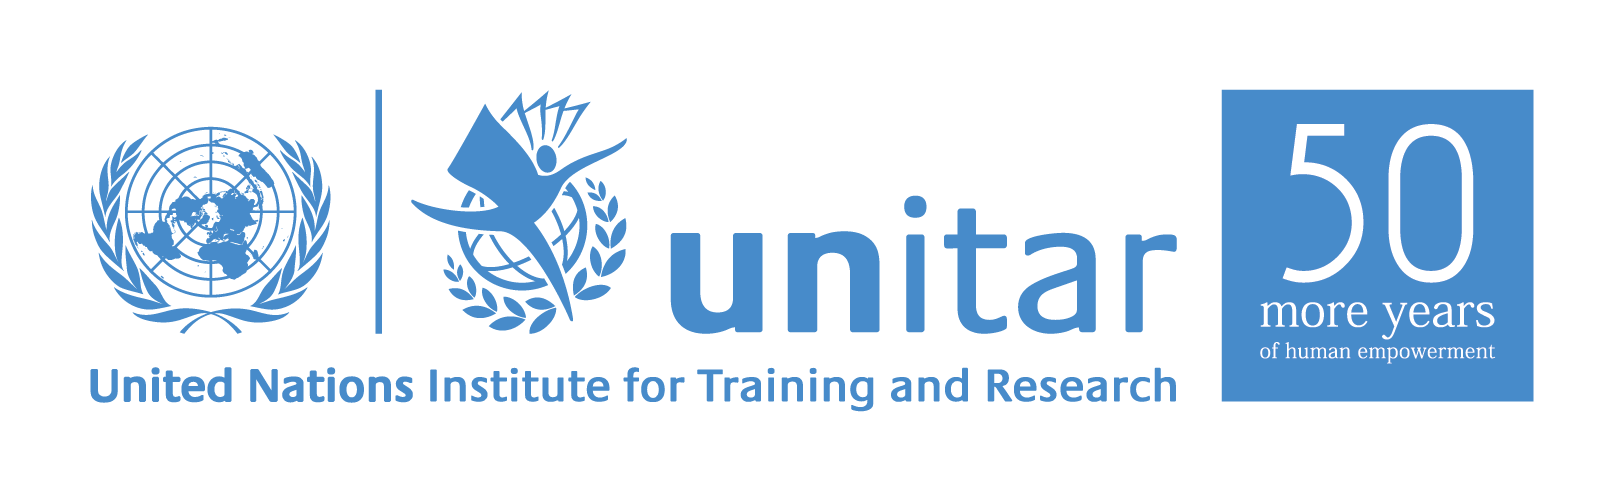 unitar
United Nations Institute for Training and Research
50
more years
of human empowerment